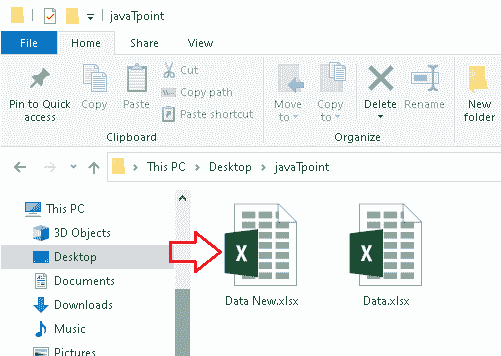 javaTpoint
File Home Share View
Pin to Quick access
Copy
Paste
Cut
Copy path
Paste shortcut
Move to
Copy to
Delete
Rename
New folder
Clipboard
Organize
This PC Desktop javaTpoint
This PC
3D Objects
Desktop
Documents
Downloads
Music
Pictures
X
Data New.xlsx
X
Data.xlsx